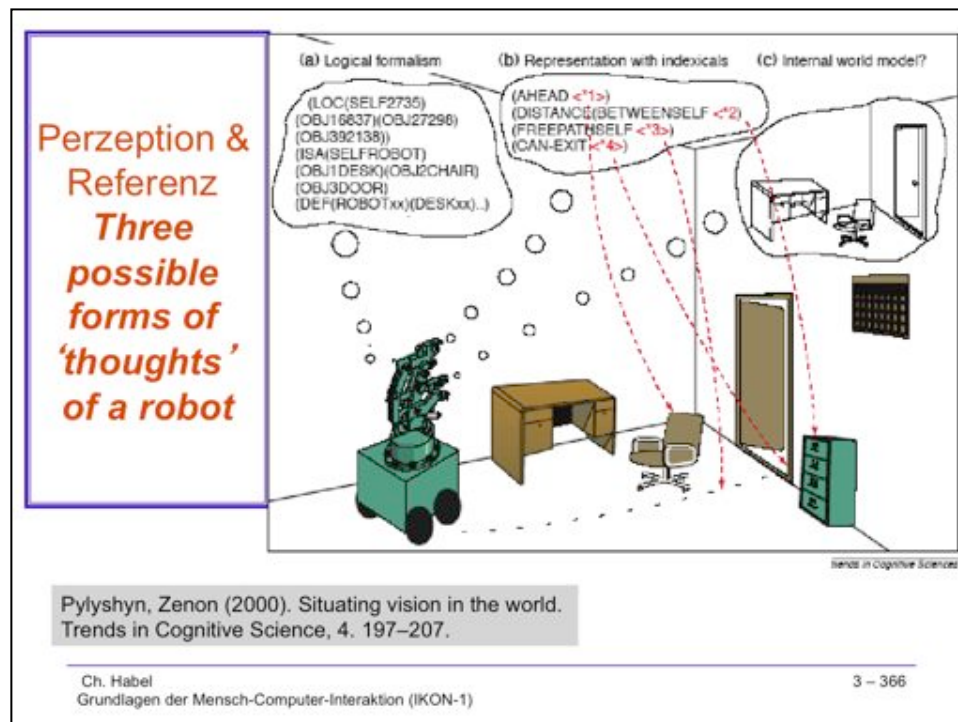 Perzeption &
Referenz
Three
possible
forms of
‘thoughts’
of a robot
(a) Logical formalism
(LOC(SELF2735)
(OBJ16837)(OBJ27298)
(OBJ392138))
(ISA(SELFROBOT)
(OBJ1DESK)(OBJ2CHAIR)
(OBJ3DOOR)
(DEF(ROBOTxx)(DESKxx)..)
(b) Representation with indexicals
(AHEAD <*1>)
(DISTANCE(BETWEENSELF <*2)
(FREEPATHSELF <*3>)
(CAN-EXIT <*4>)
(c) Internal world model?
Trends in Cognitive Sciences
Pylyshyn, Zenon (2000). Situating vision in the world.
Trends in Cognitive Science, 4. 197–207.
Ch. Habel
Grundlagen der Mensch-Computer-Interaktion (IKON-1)
3 – 366